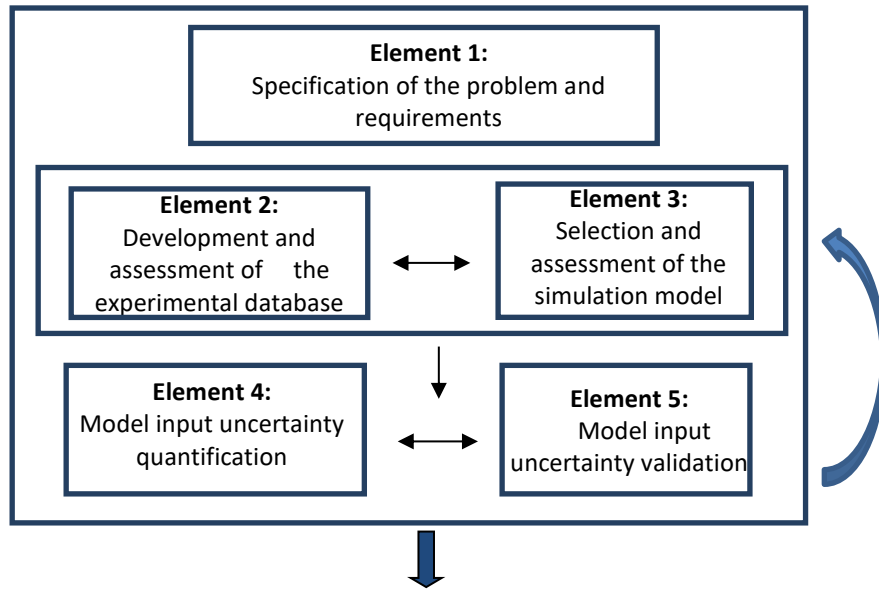 Element 1:
Specification of the problem and
requirements
Element 2:
Development and
assessment of the
experimental database
Element 3:
Selection and
assessment of the
simulation model
Element 4:
Model input uncertainty
quantification
Element 5:
Model input
uncertainty validation